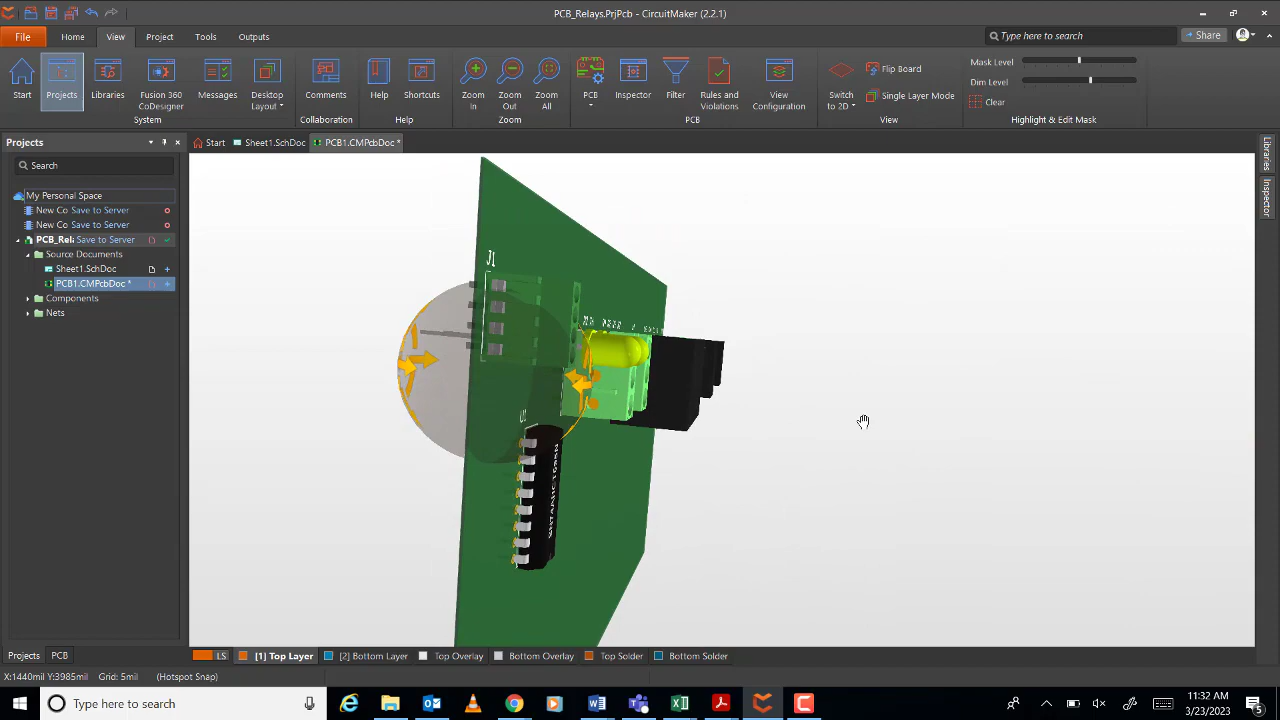 PCB_Relays.PrjPcb - CircuitMaker (2.2.1)
File Home View Project Tools Outputs
Type here to search
Share
Start Projects Libraries Fusion 360 CoDesigner Messages Desktop Layout
System
Comments
Collaboration
Help Shortcuts
Help
Zoom In Zoom Out Zoom All
Zoom
PCB Inspector Filter Rules and Violations View Configuration
PCB
Switch to 2D Flip Board Single Layer Mode
View
Mask Level
Dim Level
Clear
Highlight & Edit Mask
Projects
Start Sheet1.SchDoc PCB1.CMPcbDoc *
Search
My Personal Space
New Co Save to Server
New Co Save to Server
PCB_Rela Save to Server
Source Documents
Sheet1.SchDoc
PCB1.CMPcbDoc *
Components
Nets
Libraries
Inspector
J1
Projects PCB
LS [1] Top Layer [2] Bottom Layer Top Overlay Bottom Overlay Top Solder Bottom Solder
X:1440mil Y:3985mil Grid: 5mil (Hotspot Snap)
Type here to search
11:32 AM
3/23/2023
5